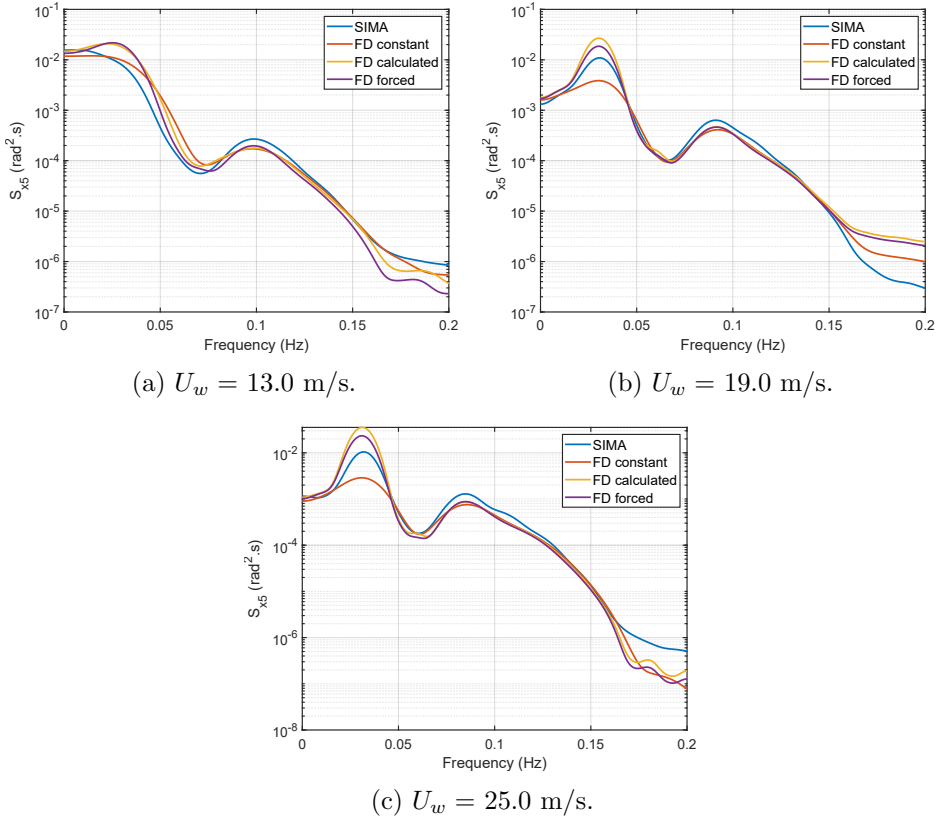 10^-1
10^-2
10^-3
10^-4
10^-5
10^-6
10^-7
S_x5 (rad^2.s)
0 0.05 0.1 0.15 0.2
Frequency (Hz)
SIMA
FD constant
FD calculated
FD forced
(a) U_w = 13.0 m/s.
10^-1
10^-2
10^-3
10^-4
10^-5
10^-6
10^-7
S_x5 (rad^2.s)
0 0.05 0.1 0.15 0.2
Frequency (Hz)
SIMA
FD constant
FD calculated
FD forced
(b) U_w = 19.0 m/s.
10^-2
10^-4
10^-6
10^-8
S_x5 (rad^2.s)
0 0.05 0.1 0.15 0.2
Frequency (Hz)
SIMA
FD constant
FD calculated
FD forced
(c) U_w = 25.0 m/s.